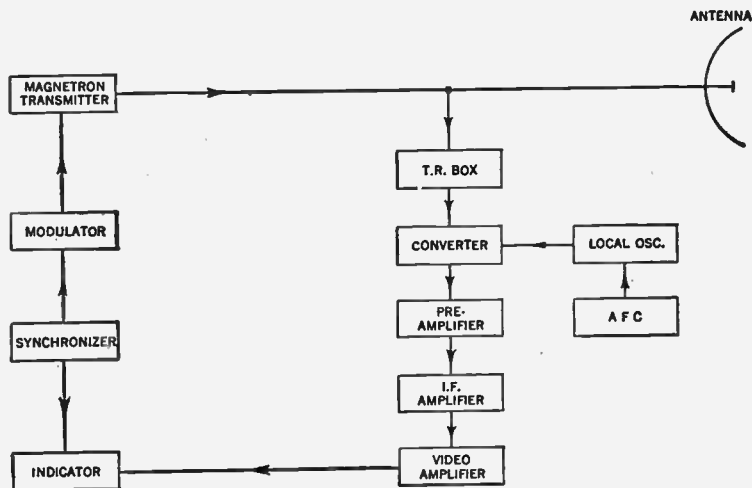 ANTENNA
MAGNETRON
TRANSMITTER
T.R. BOX
MODULATOR
CONVERTER
LOCAL OSC.
PRE-
AMPLIFIER
A F C
SYNCHRONIZER
I.F.
AMPLIFIER
INDICATOR
VIDEO
AMPLIFIER